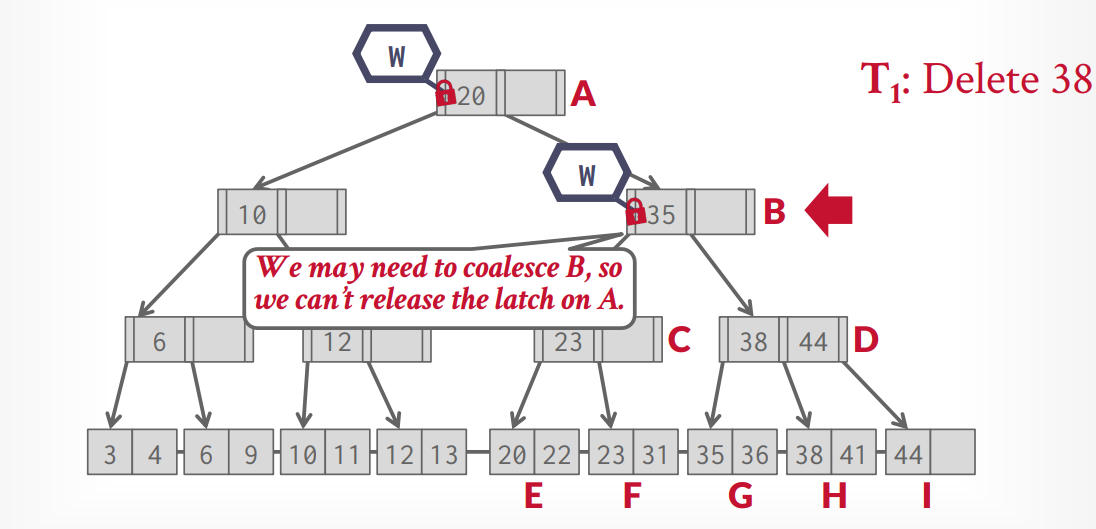 W
20 A
T1: Delete 38
W
10
35 B
We may need to coalesce B, so
we can't release the latch on A.
6
12
23 C
38 44 D
3 4 6 9 10 11 12 13 20 22 23 31 35 36 38 41 44
E F G H I